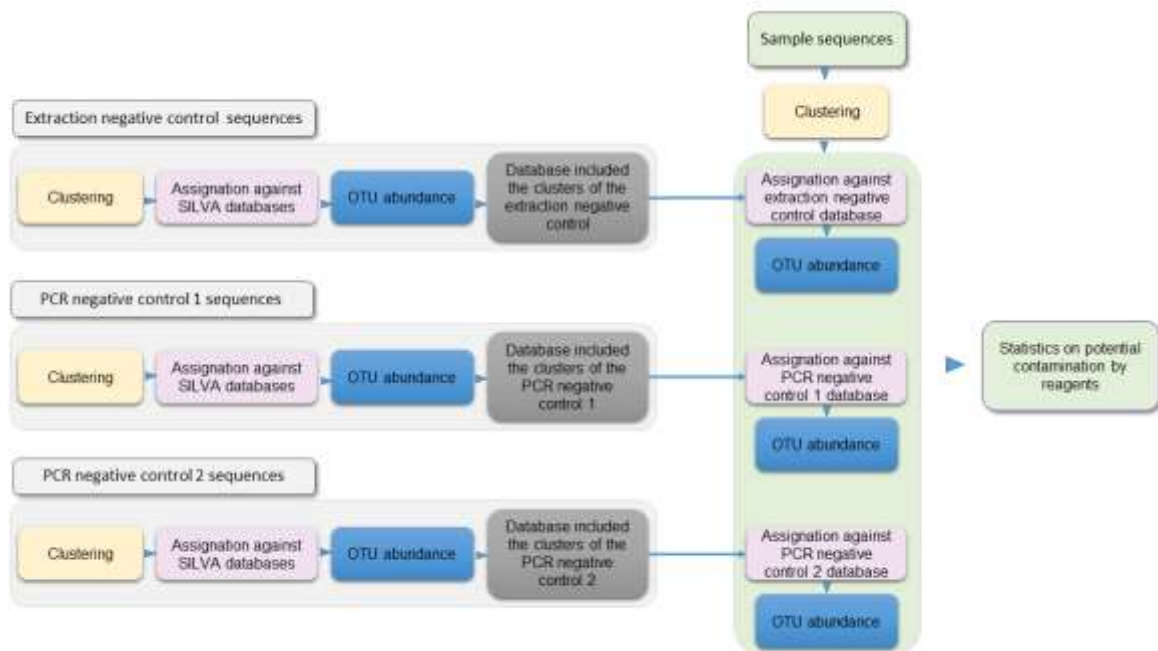 Sample sequences
Clustering
Extraction negative control sequences
Clustering
Assignation against
SILVA databases
OTU abundance
Database included
the clusters of the
extraction negative
control
Assignation against
extraction negative
control database
OTU abundance
PCR negative control 1 sequences
Clustering
Assignation against
SILVA databases
OTU abundance
Database included
the clusters of the
PCR negative
control 1
Assignation against
PCR negative
control 1 database
OTU abundance
Statistics on potential
contamination by
reagents
PCR negative control 2 sequences
Clustering
Assignation against
SILVA databases
OTU abundance
Database included
the clusters of the
PCR negative
control 2
Assignation against
PCR negative
control 2 database
OTU abundance